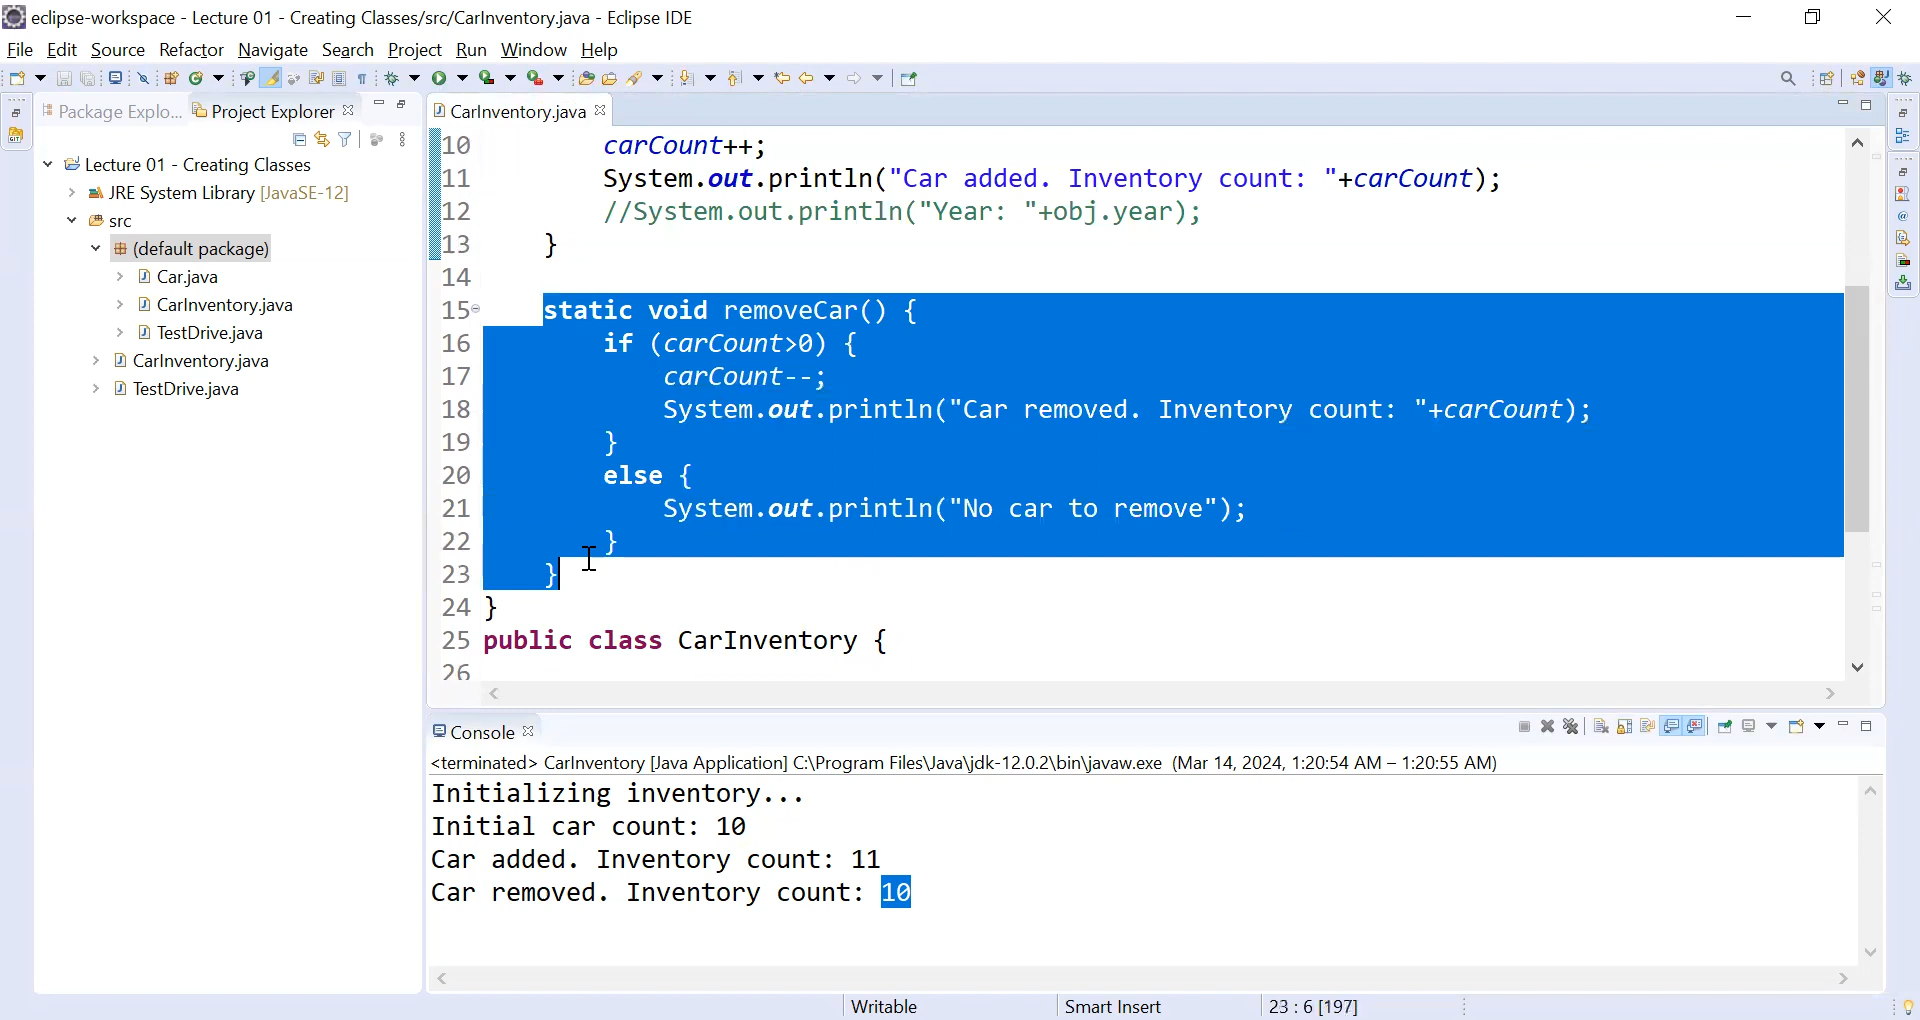 eclipse-workspace - Lecture 01 - Creating Classes/src/CarInventory.java - Eclipse IDE
File Edit Source Refactor Navigate Search Project Run Window Help
Package Explo... Project Explorer
CarInventory.java
Lecture 01 - Creating Classes
JRE System Library [JavaSE-12]
src
(default package)
Car.java
CarInventory.java
TestDrive.java
CarInventory.java
TestDrive.java
10 carCount++;
11 System.out.println("Car added. Inventory count: "+carCount);
12 //System.out.println("Year: "+obj.year);
13 }
14
15 static void removeCar() {
16 if (carCount>0) {
17 carCount--;
18 System.out.println("Car removed. Inventory count: "+carCount);
19 }
20 else {
21 System.out.println("No car to remove");
22 }
23 }
24 }
25 public class CarInventory {
26
Console
<terminated> CarInventory [Java Application] C:\Program Files\Java\jdk-12.0.2\bin\javaw.exe (Mar 14, 2024, 1:20:54 AM – 1:20:55 AM)
Initializing inventory...
Initial car count: 10
Car added. Inventory count: 11
Car removed. Inventory count: 10
Writable Smart Insert 23 : 6 [197]